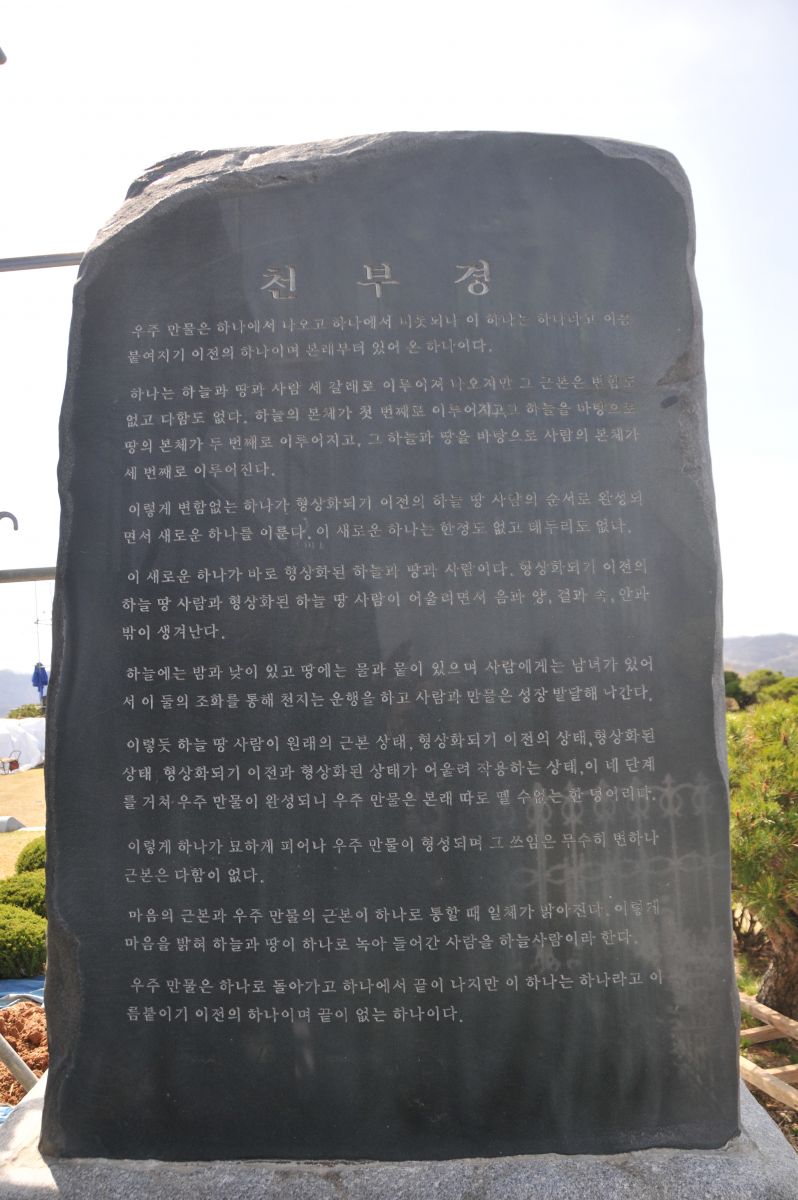 천 부 경
우주 만물은 하나에서 나오고 하나에서 비롯되니 이 하나는 하나라고 이름
붙여지기 이전의 하나이며 본래부터 있어 온 하나이다.
하나는 하늘과 땅과 사람 세 갈래로 이루어져 나오지만 그 근본은 변함도
없고 다함도 없다. 하늘의 본체가 첫 번째로 이루어지고,그 하늘을 바탕으로
땅의 본체가 두 번째로 이루어지고, 그 하늘과 땅을 바탕으로 사람의 본체가
세 번째로 이루어진다.
이렇게 변함없는 하나가 형상화되기 이전의 하늘 땅 사람의 순서로 완성되
면서 새로운 하나를 이룬다. 이 새로운 하나는 한정도 없고 테두리도 없다.
이 새로운 하나가 바로 형상화된 하늘과 땅과 사람이다. 형상화되기 이전의
하늘 땅 사람과 형상화된 하늘 땅 사람이 어울리면서 음과 양, 겉과 속, 안과
밖이 생겨난다.
하늘에는 밤과 낮이 있고 땅에는 물과 뭍이 있으며 사람에게는 남녀가 있어
서 이 둘의 조화를 통해 천지는 운행을 하고 사람과 만물은 성장 발달해 나간다.
이렇듯 하늘 땅 사람이 원래의 근본 상태, 형상화되기 이전의 상태,형상화된
상태, 형상화되기 이전과 형상화된 상태가 어울려 작용하는 상태,이 네 단계
를 거쳐 우주 만물이 완성되니 우주 만물은 본래 따로 뗄 수없는 한 덩어리다.
이렇게 하나가 묘하게 피어나 우주 만물이 형성되며 그 쓰임은 무수히 변하나
근본은 다함이 없다.
마음의 근본과 우주 만물의 근본이 하나로 통할 때 일체가 밝아진다. 이렇게
마음을 밝혀 하늘과 땅이 하나로 녹아 들어간 사람을 하늘사람이라 한다.
우주 만물은 하나로 돌아가고 하나에서 끝이 나지만 이 하나는 하나라고 이
름붙이기 이전의 하나이며 끝이 없는 하나이다.